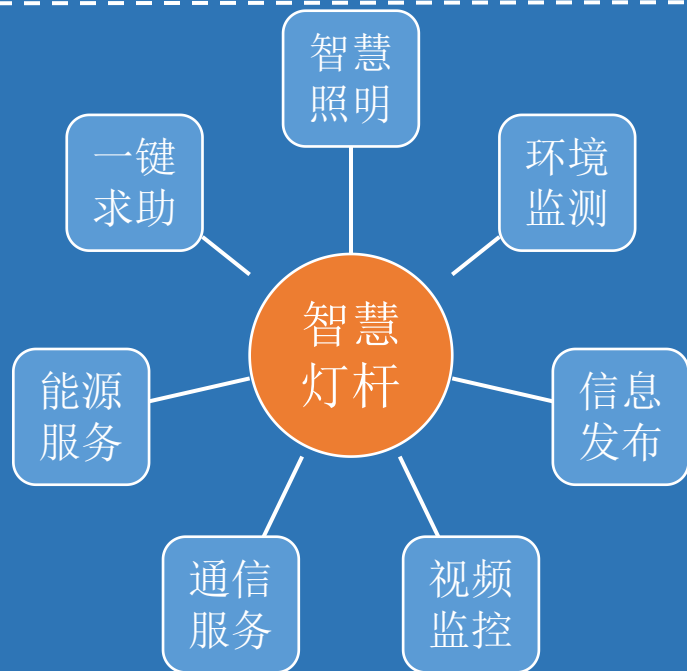 智慧
照明
一键
求助
环境
监测
智慧
灯杆
能源
服务
信息
发布
通信
服务
视频
监控